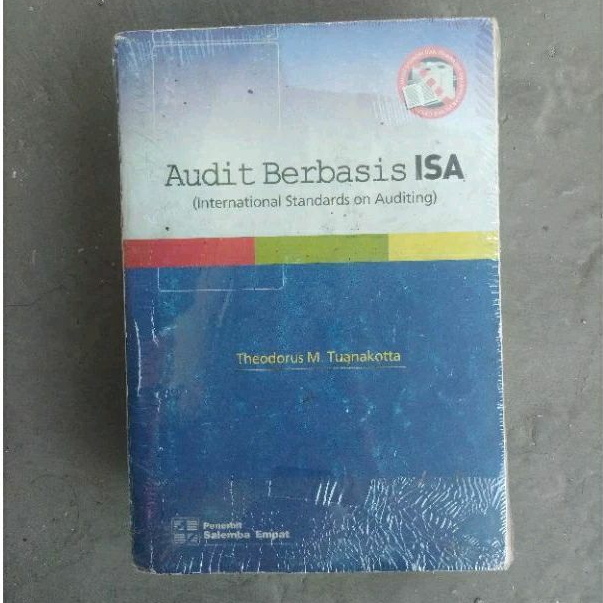 Audit Berbasis ISA
(International Standards on Auditing)
Theodorus M. Tuanakotta
Penerbit
Salemba Empat